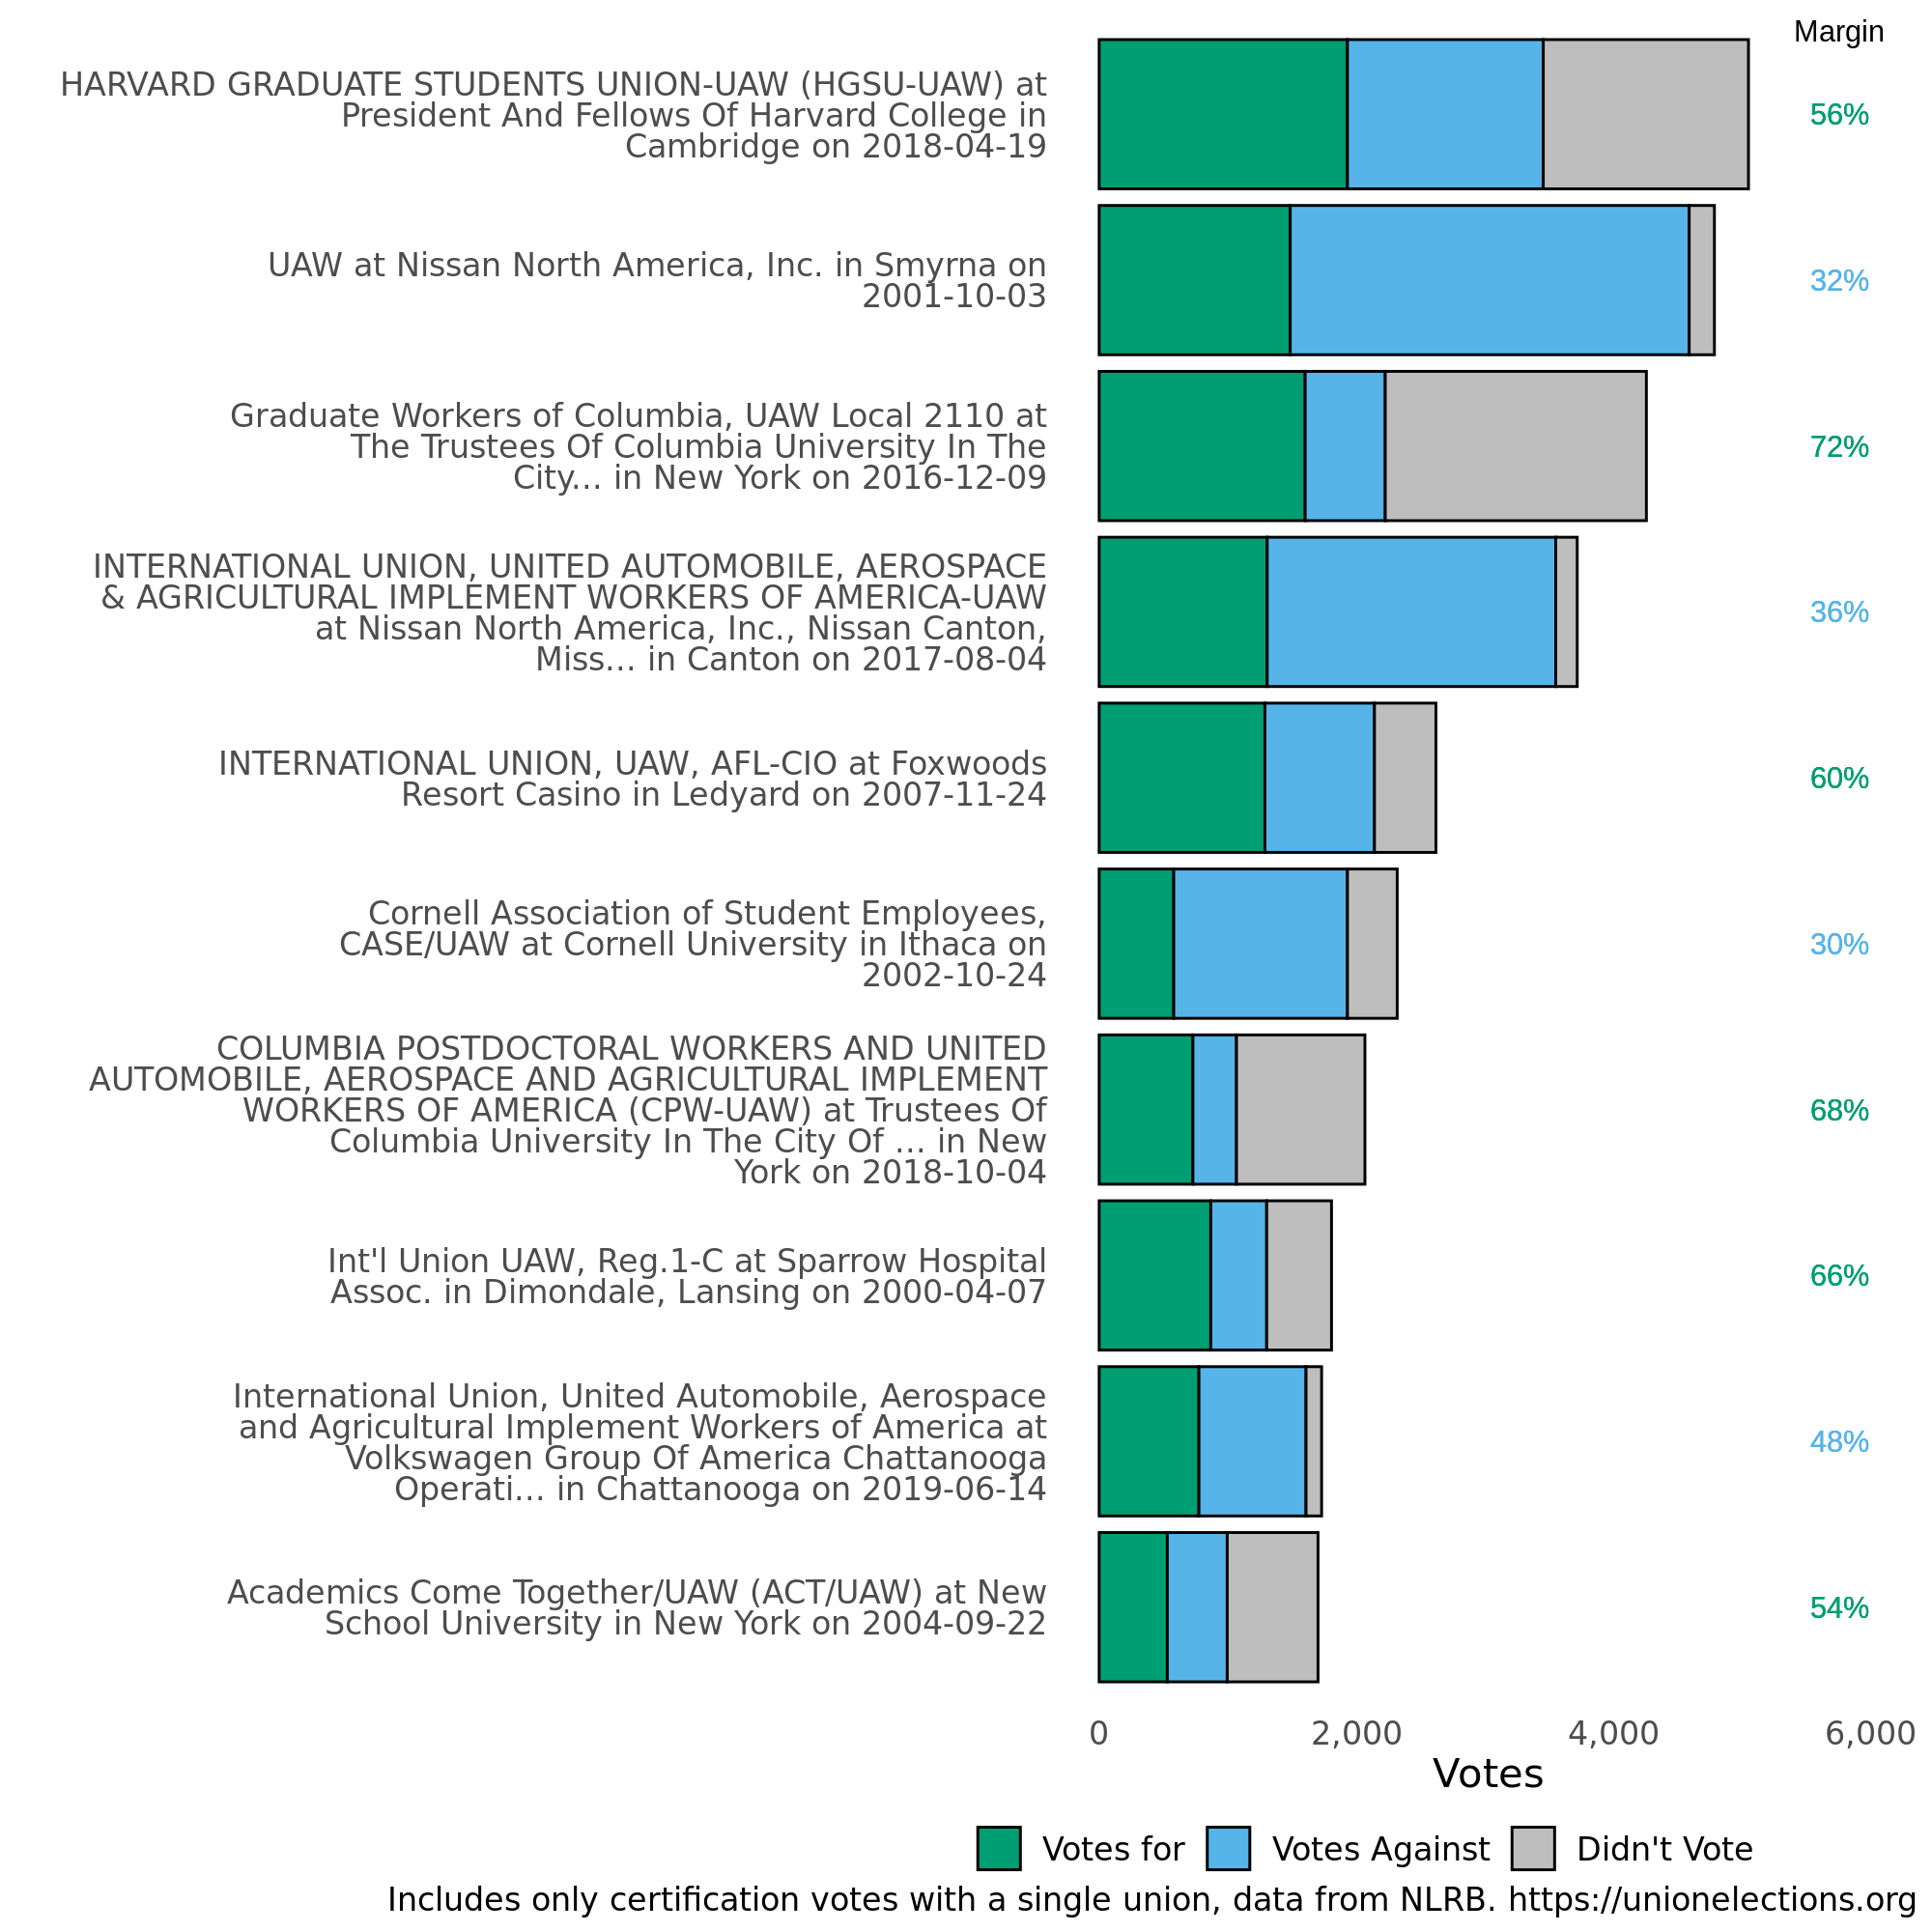 Margin
HARVARD GRADUATE STUDENTS UNION-UAW (HGSU-UAW) at
President And Fellows Of Harvard College in
Cambridge on 2018-04-19
56%
UAW at Nissan North America, Inc. in Smyrna on
2001-10-03
32%
Graduate Workers of Columbia, UAW Local 2110 at
The Trustees Of Columbia University In The
City... in New York on 2016-12-09
72%
INTERNATIONAL UNION, UNITED AUTOMOBILE, AEROSPACE
& AGRICULTURAL IMPLEMENT WORKERS OF AMERICA-UAW
at Nissan North America, Inc., Nissan Canton,
Miss... in Canton on 2017-08-04
36%
INTERNATIONAL UNION, UAW, AFL-CIO at Foxwoods
Resort Casino in Ledyard on 2007-11-24
60%
Cornell Association of Student Employees,
CASE/UAW at Cornell University in Ithaca on
2002-10-24
30%
COLUMBIA POSTDOCTORAL WORKERS AND UNITED
AUTOMOBILE, AEROSPACE AND AGRICULTURAL IMPLEMENT
WORKERS OF AMERICA (CPW-UAW) at Trustees Of
Columbia University In The City Of ... in New
York on 2018-10-04
68%
Int'l Union UAW, Reg.1-C at Sparrow Hospital
Assoc. in Dimondale, Lansing on 2000-04-07
66%
International Union, United Automobile, Aerospace
and Agricultural Implement Workers of America at
Volkswagen Group Of America Chattanooga
Operati... in Chattanooga on 2019-06-14
48%
Academics Come Together/UAW (ACT/UAW) at New
School University in New York on 2004-09-22
54%
0 2,000 4,000 6,000
Votes
Votes for Votes Against Didn't Vote
Includes only certification votes with a single union, data from NLRB. https://unionelections.org